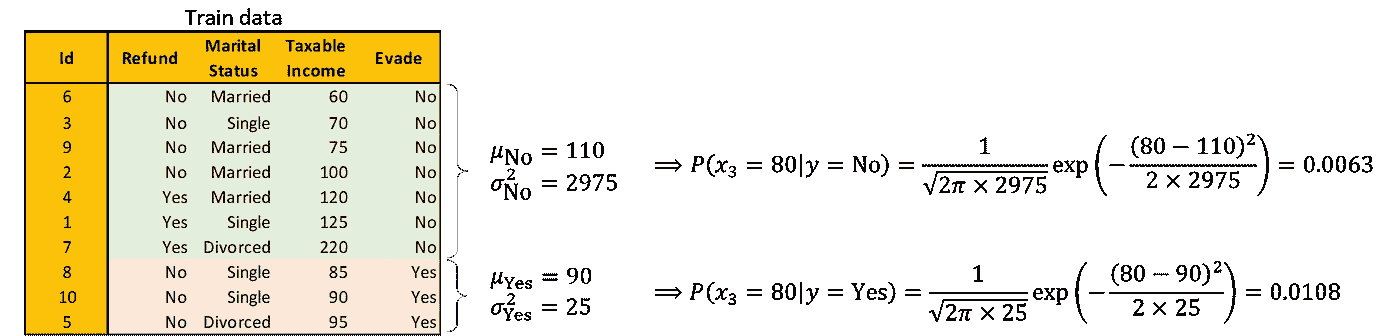 Train data
Id Refund Marital Status Taxable Income Evade
6 No Married 60 No
3 No Single 70 No
9 No Married 75 No
2 No Married 100 No
4 Yes Married 120 No
1 Yes Single 125 No
7 Yes Divorced 220 No
8 No Single 85 Yes
10 No Single 90 Yes
5 No Divorced 95 Yes
μ_No = 110
σ²_No = 2975
⟹ P(x₃ = 80|y = No) = 1/√(2π × 2975) exp(−(80 − 110)²/(2 × 2975)) = 0.0063
μ_Yes = 90
σ²_Yes = 25
⟹ P(x₃ = 80|y = Yes) = 1/√(2π × 25) exp(−(80 − 90)²/(2 × 25)) = 0.0108